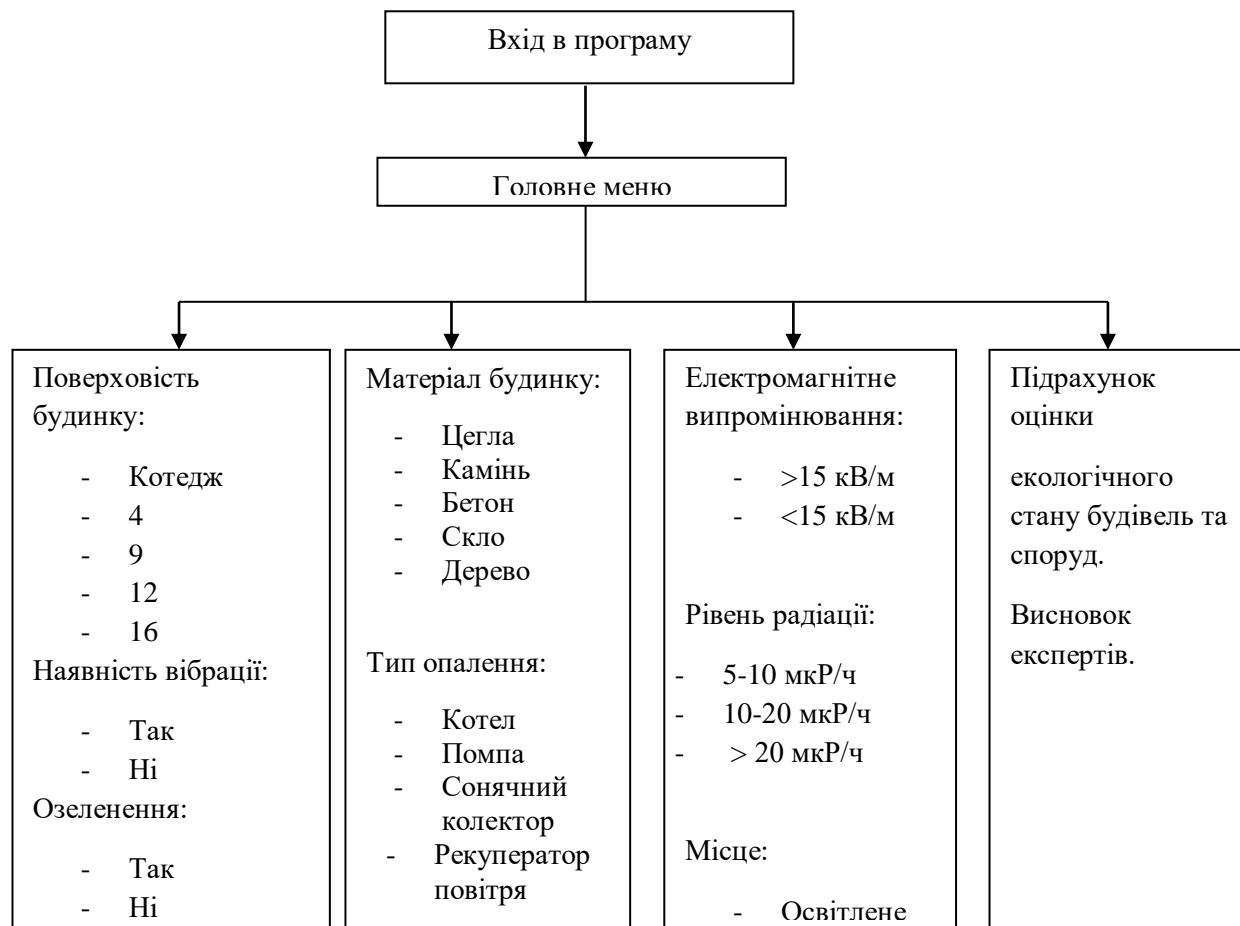 Вхід в програму
Головне меню
Поверховість
будинку:
- Котедж
- 4
- 9
- 12
- 16
Наявність вібрації:
- Так
- Ні
Озеленення:
- Так
- Ні
Матеріал будинку:
- Цегла
- Камінь
- Бетон
- Скло
- Дерево
Тип опалення:
- Котел
- Помпа
- Сонячний
колектор
- Рекуператор
повітря
Електромагнітне
випромінювання:
- >15 кВ/м
- <15 кВ/м
Рівень радіації:
- 5-10 мкР/ч
- 10-20 мкР/ч
- > 20 мкР/ч
Місце:
- Освітлене
Підрахунок
оцінки
екологічного
стану будівель та
споруд.
Висновок
експертів.